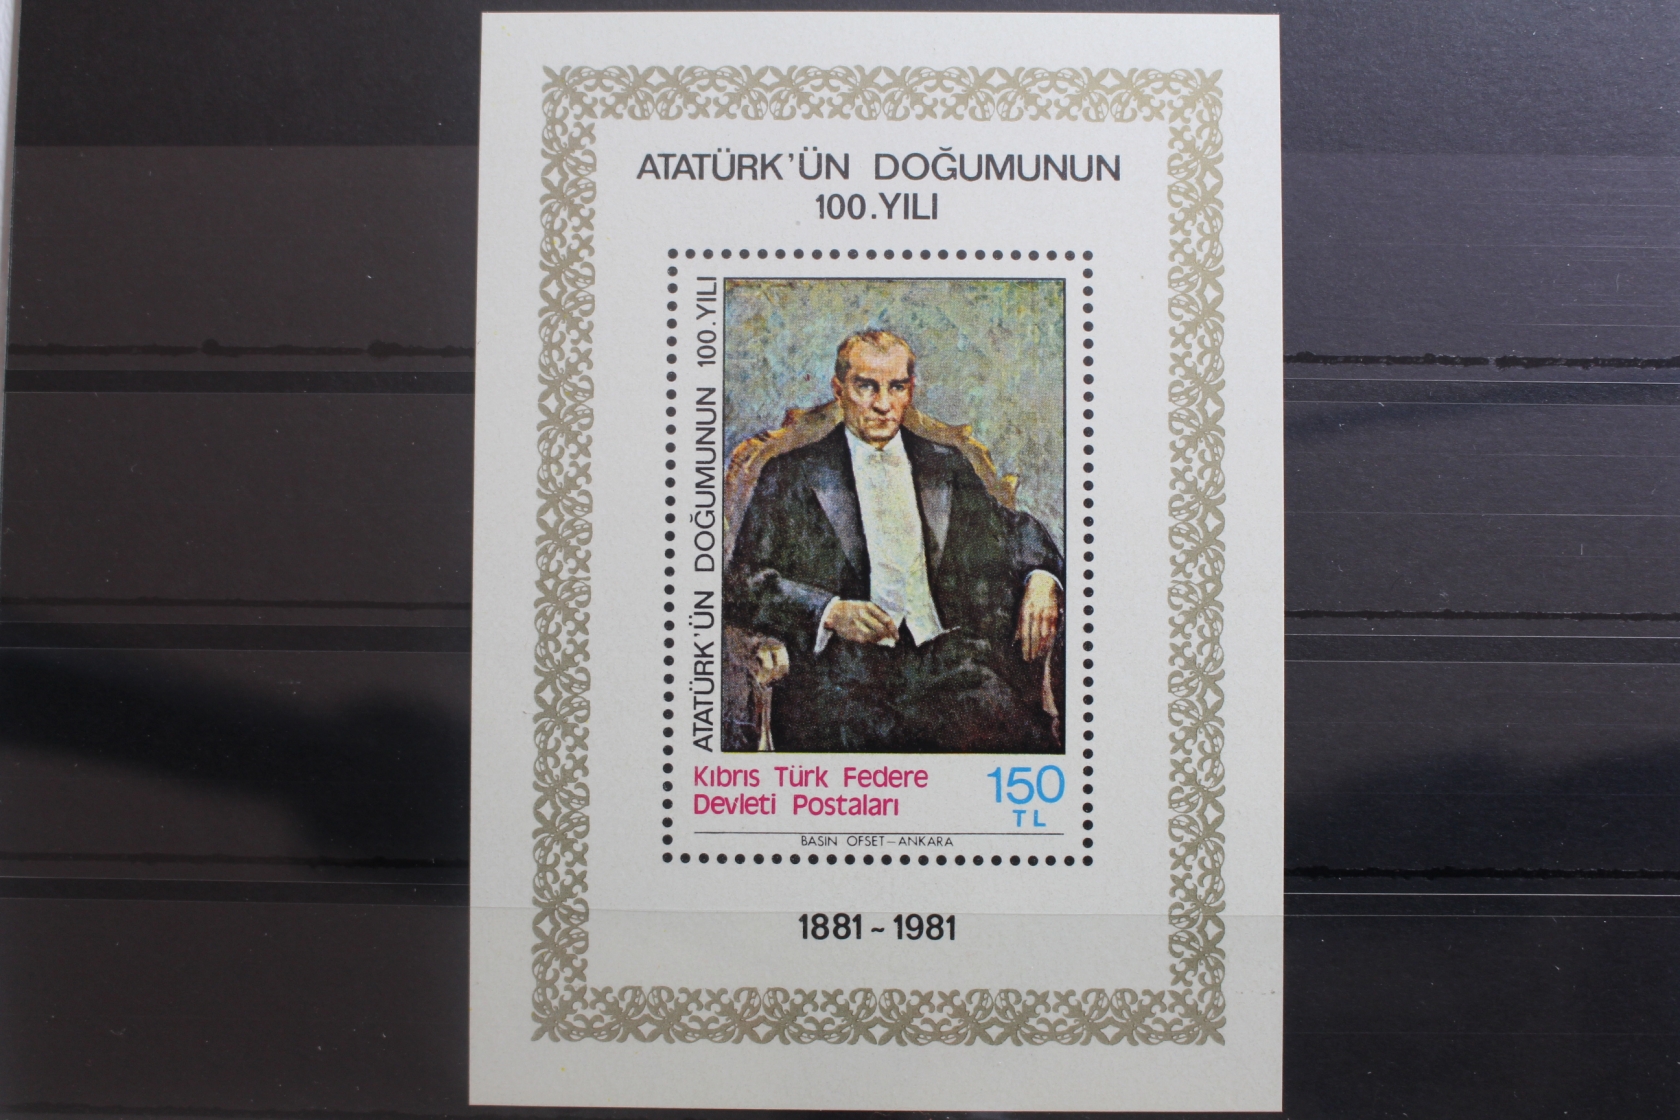 ATATÜRK'ÜN DOĞUMUNUN
100.YILI
ATATÜRK'ÜN DOĞUMUNUN 100.YILI
Kıbrıs Türk Federe
Devleti Postaları
150
TL
BASIN OFSET—ANKARA
1881~1981